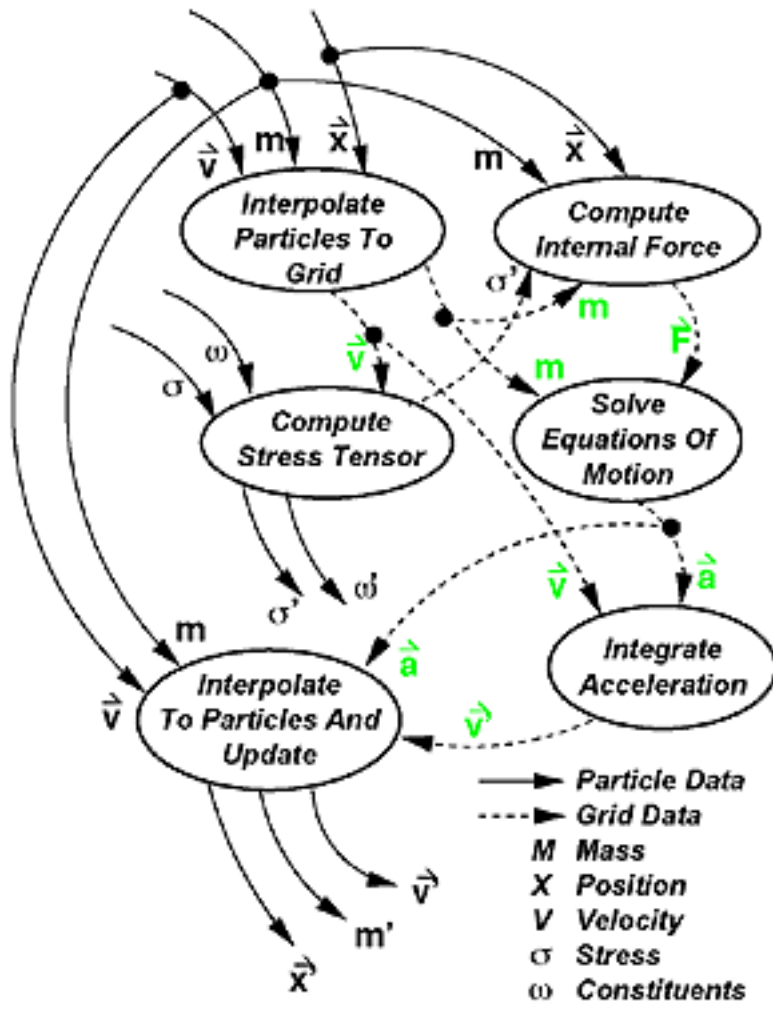 v⃗ m x⃗ m x⃗
Interpolate
Particles To
Grid
Compute
Internal Force
σ'
m
F⃗
ω
σ
v⃗
m
Compute
Stress Tensor
Solve
Equations Of
Motion
σ'
ω'
v⃗
a⃗
m
a⃗
v⃗
Interpolate
To Particles And
Update
Integrate
Acceleration
v⃗'
Particle Data
Grid Data
M Mass
X Position
V Velocity
σ Stress
ω Constituents
v⃗'
m'
x⃗'